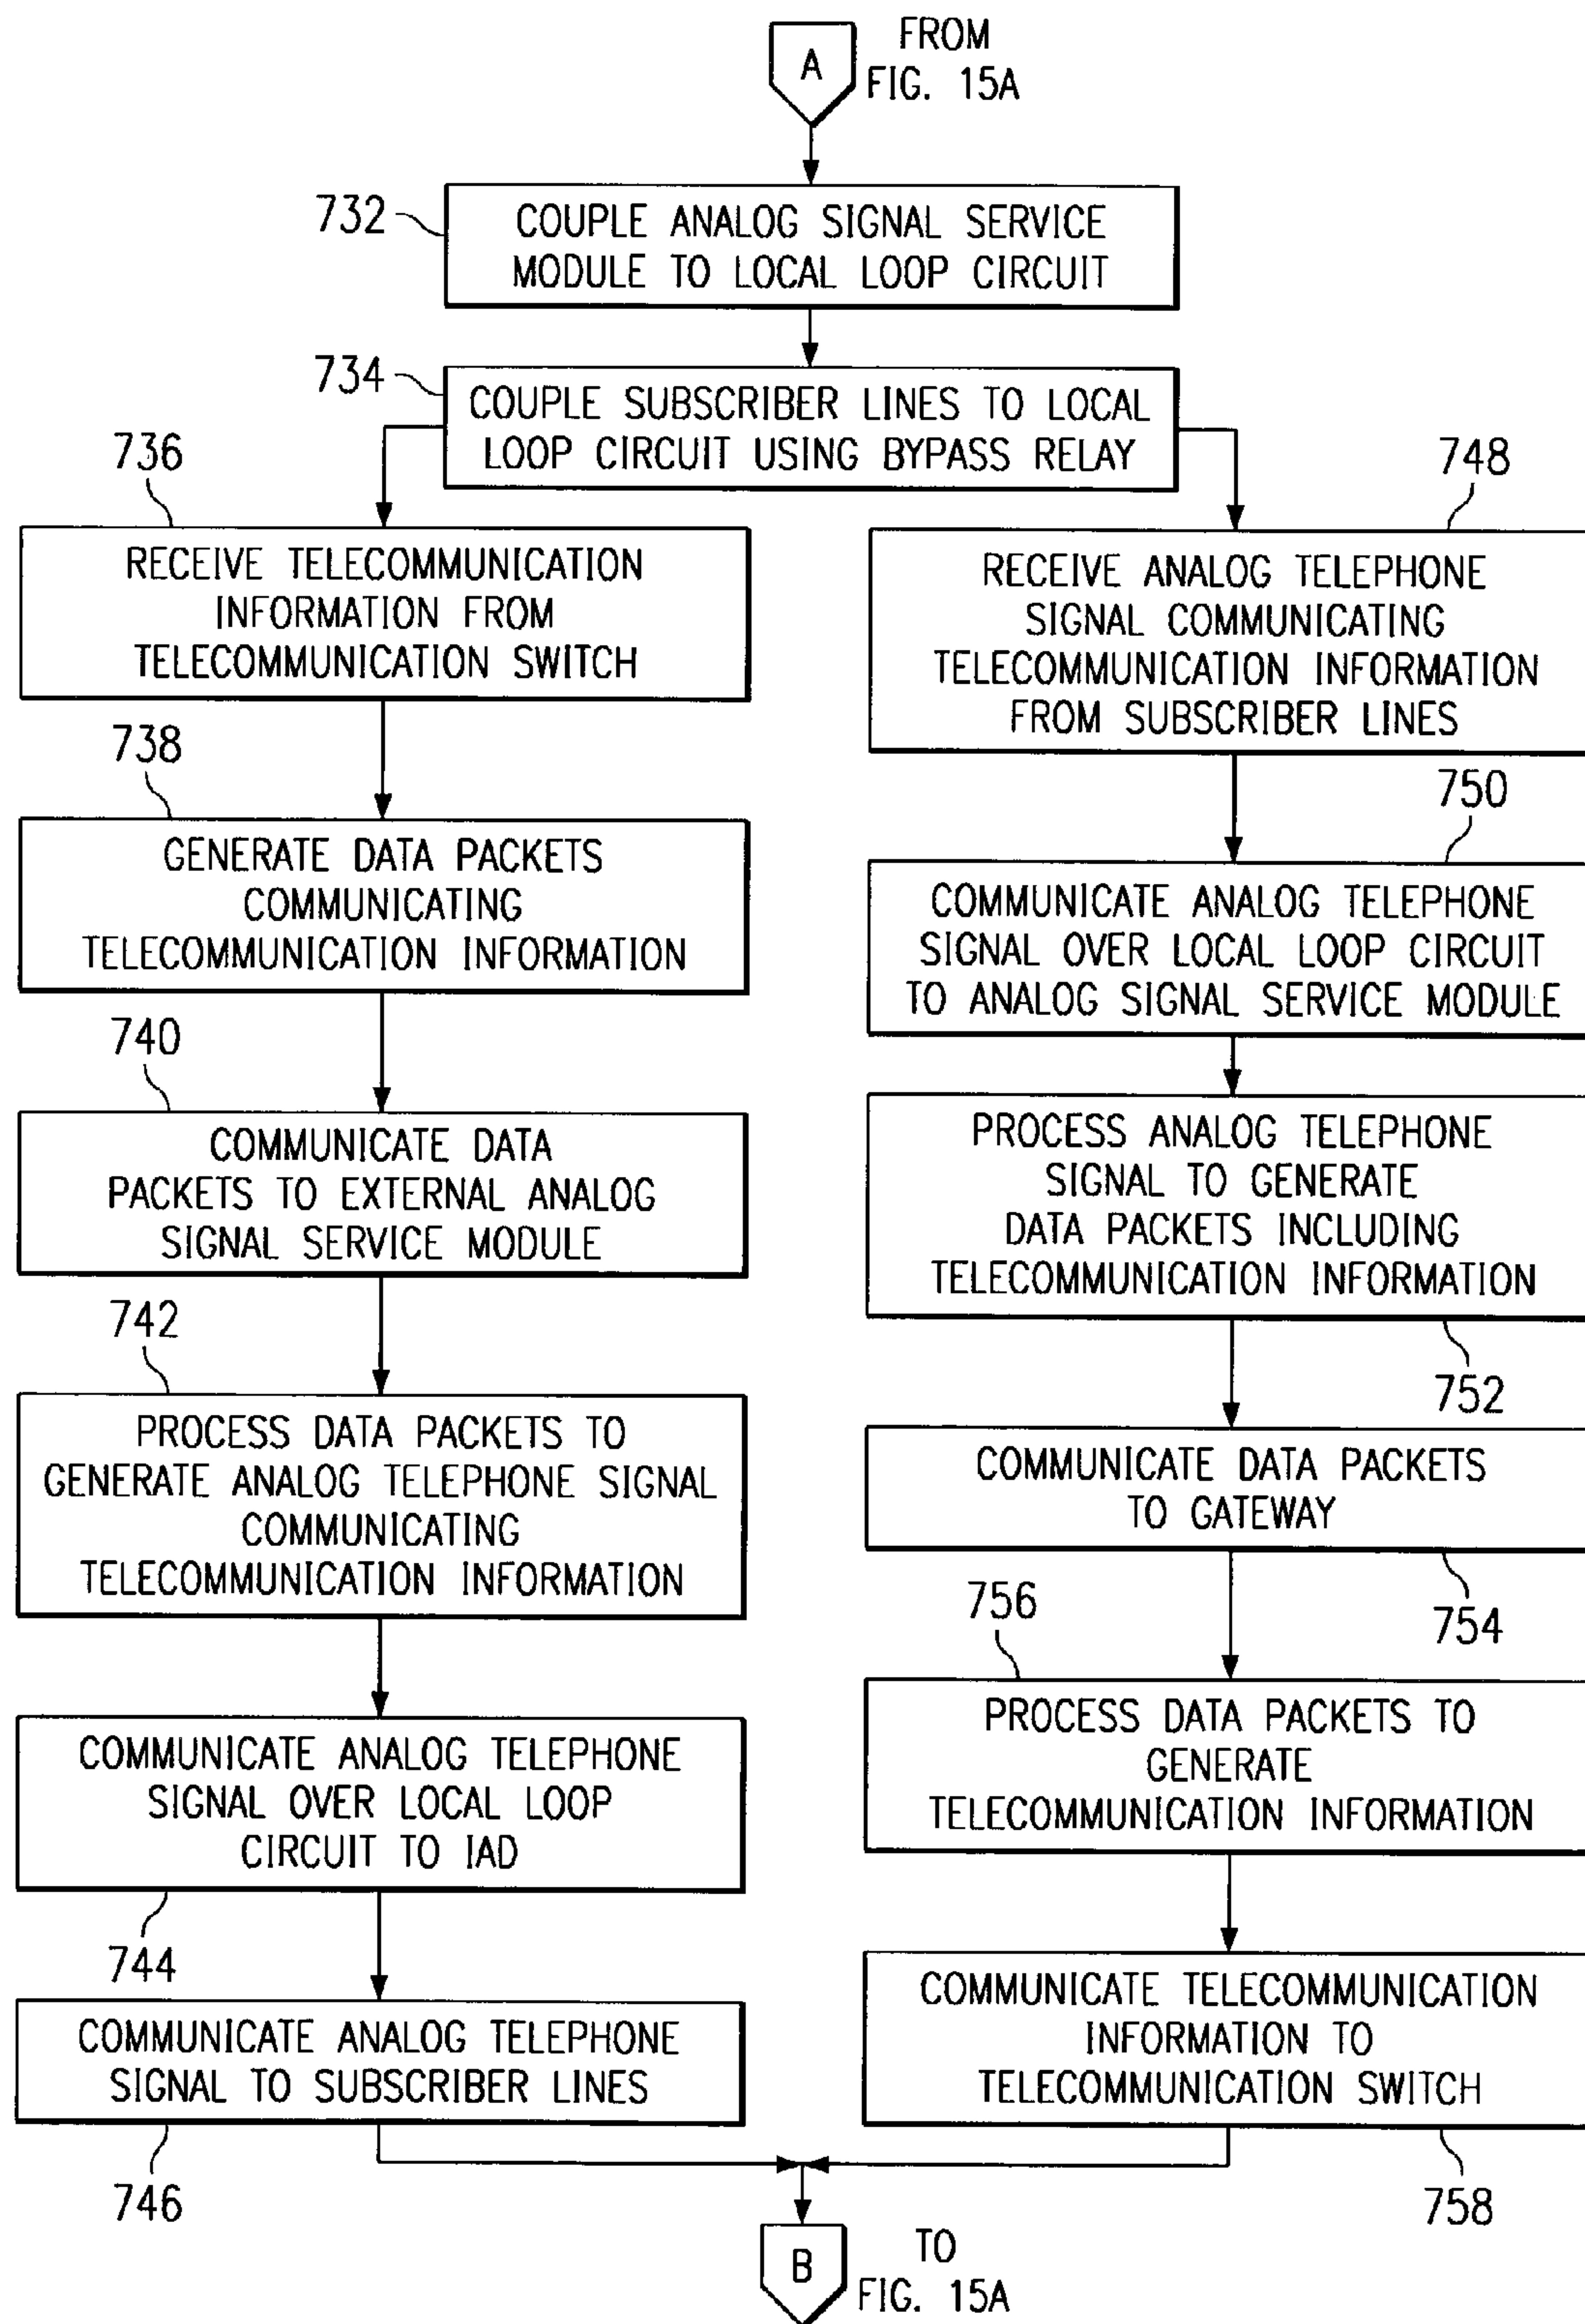 A
FROM
FIG. 15A
732
COUPLE ANALOG SIGNAL SERVICE
MODULE TO LOCAL LOOP CIRCUIT
734
COUPLE SUBSCRIBER LINES TO LOCAL
LOOP CIRCUIT USING BYPASS RELAY
736
RECEIVE TELECOMMUNICATION
INFORMATION FROM
TELECOMMUNICATION SWITCH
738
GENERATE DATA PACKETS
COMMUNICATING
TELECOMMUNICATION INFORMATION
740
COMMUNICATE DATA
PACKETS TO EXTERNAL ANALOG
SIGNAL SERVICE MODULE
742
PROCESS DATA PACKETS TO
GENERATE ANALOG TELEPHONE SIGNAL
COMMUNICATING
TELECOMMUNICATION INFORMATION
COMMUNICATE ANALOG TELEPHONE
SIGNAL OVER LOCAL LOOP
CIRCUIT TO IAD
744
COMMUNICATE ANALOG TELEPHONE
SIGNAL TO SUBSCRIBER LINES
746
748
RECEIVE ANALOG TELEPHONE
SIGNAL COMMUNICATING
TELECOMMUNICATION INFORMATION
FROM SUBSCRIBER LINES
750
COMMUNICATE ANALOG TELEPHONE
SIGNAL OVER LOCAL LOOP CIRCUIT
TO ANALOG SIGNAL SERVICE MODULE
PROCESS ANALOG TELEPHONE
SIGNAL TO GENERATE
DATA PACKETS INCLUDING
TELECOMMUNICATION INFORMATION
752
COMMUNICATE DATA PACKETS
TO GATEWAY
754
756
PROCESS DATA PACKETS TO
GENERATE
TELECOMMUNICATION INFORMATION
COMMUNICATE TELECOMMUNICATION
INFORMATION TO
TELECOMMUNICATION SWITCH
758
B
TO
FIG. 15A